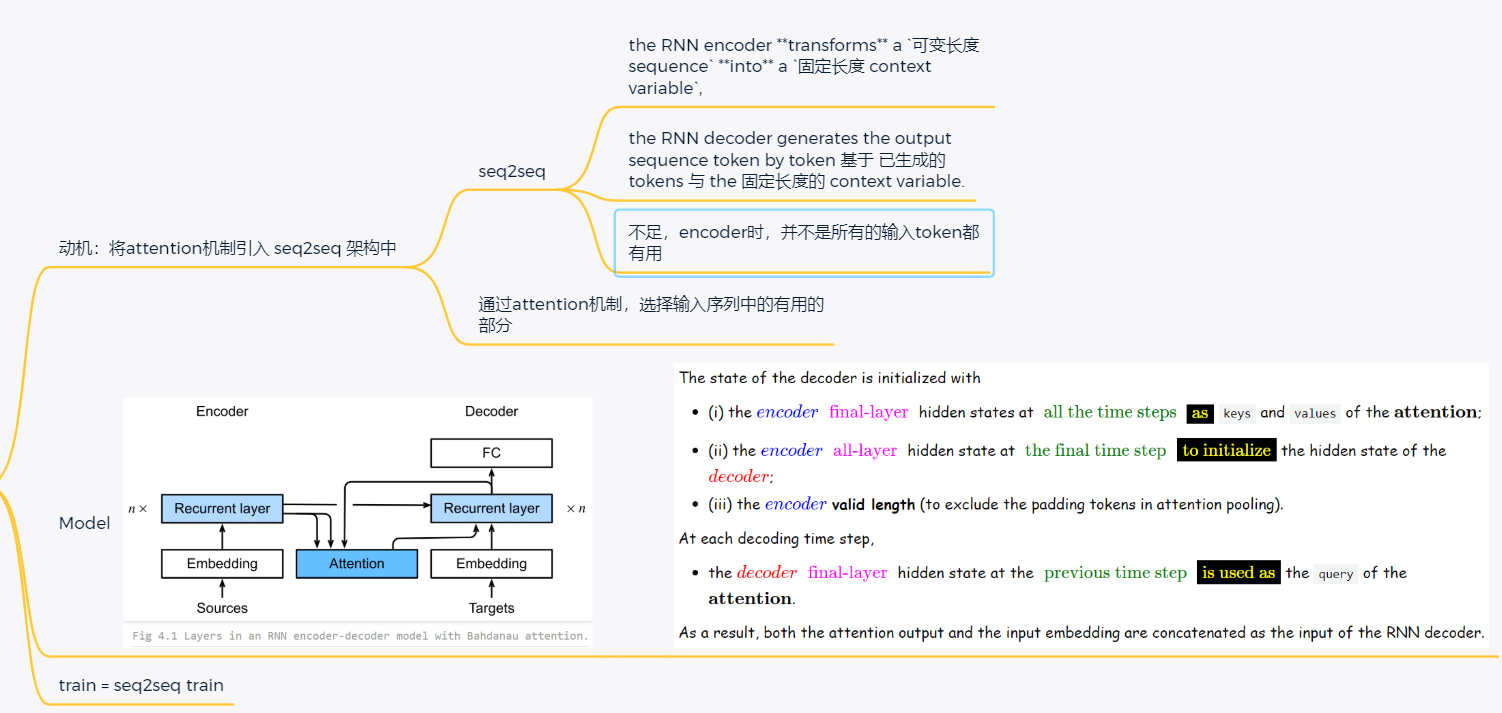 the RNN encoder **transforms** a `可变长度
sequence` **into** a `固定长度 context
variable`,
the RNN decoder generates the output
sequence token by token 基于 已生成的
tokens 与 the 固定长度的 context variable.
seq2seq
不足，encoder时，并不是所有的输入token都
有用
动机：将attention机制引入 seq2seq 架构中
通过attention机制，选择输入序列中的有用的
部分
Model
Encoder
Decoder
FC
n ×
Recurrent layer
Recurrent layer
× n
Embedding
Attention
Embedding
Sources
Targets
Fig 4.1 Layers in an RNN encoder-decoder model with Bahdanau attention.
The state of the decoder is initialized with
• (i) the encoder final-layer hidden states at all the time steps as keys and values of the attention;
• (ii) the encoder all-layer hidden state at the final time step to initialize the hidden state of the
decoder;
• (iii) the encoder valid length (to exclude the padding tokens in attention pooling).
At each decoding time step,
• the decoder final-layer hidden state at the previous time step is used as the query of the
attention.
As a result, both the attention output and the input embedding are concatenated as the input of the RNN decoder.
train = seq2seq train